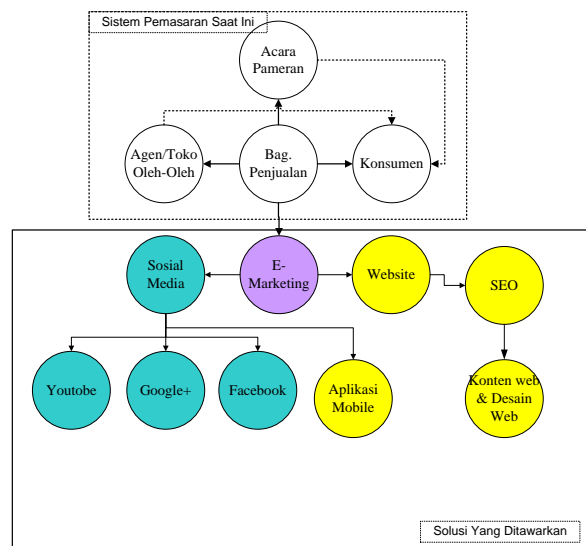 Sistem Pemasaran Saat Ini
Acara
Pameran
Agen/Toko
Oleh-Oleh
Bag.
Penjualan
Konsumen
Sosial
Media
E-
Marketing
Website
SEO
Youtobe
Google+
Facebook
Aplikasi
Mobile
Konten web
& Desain
Web
Solusi Yang Ditawarkan